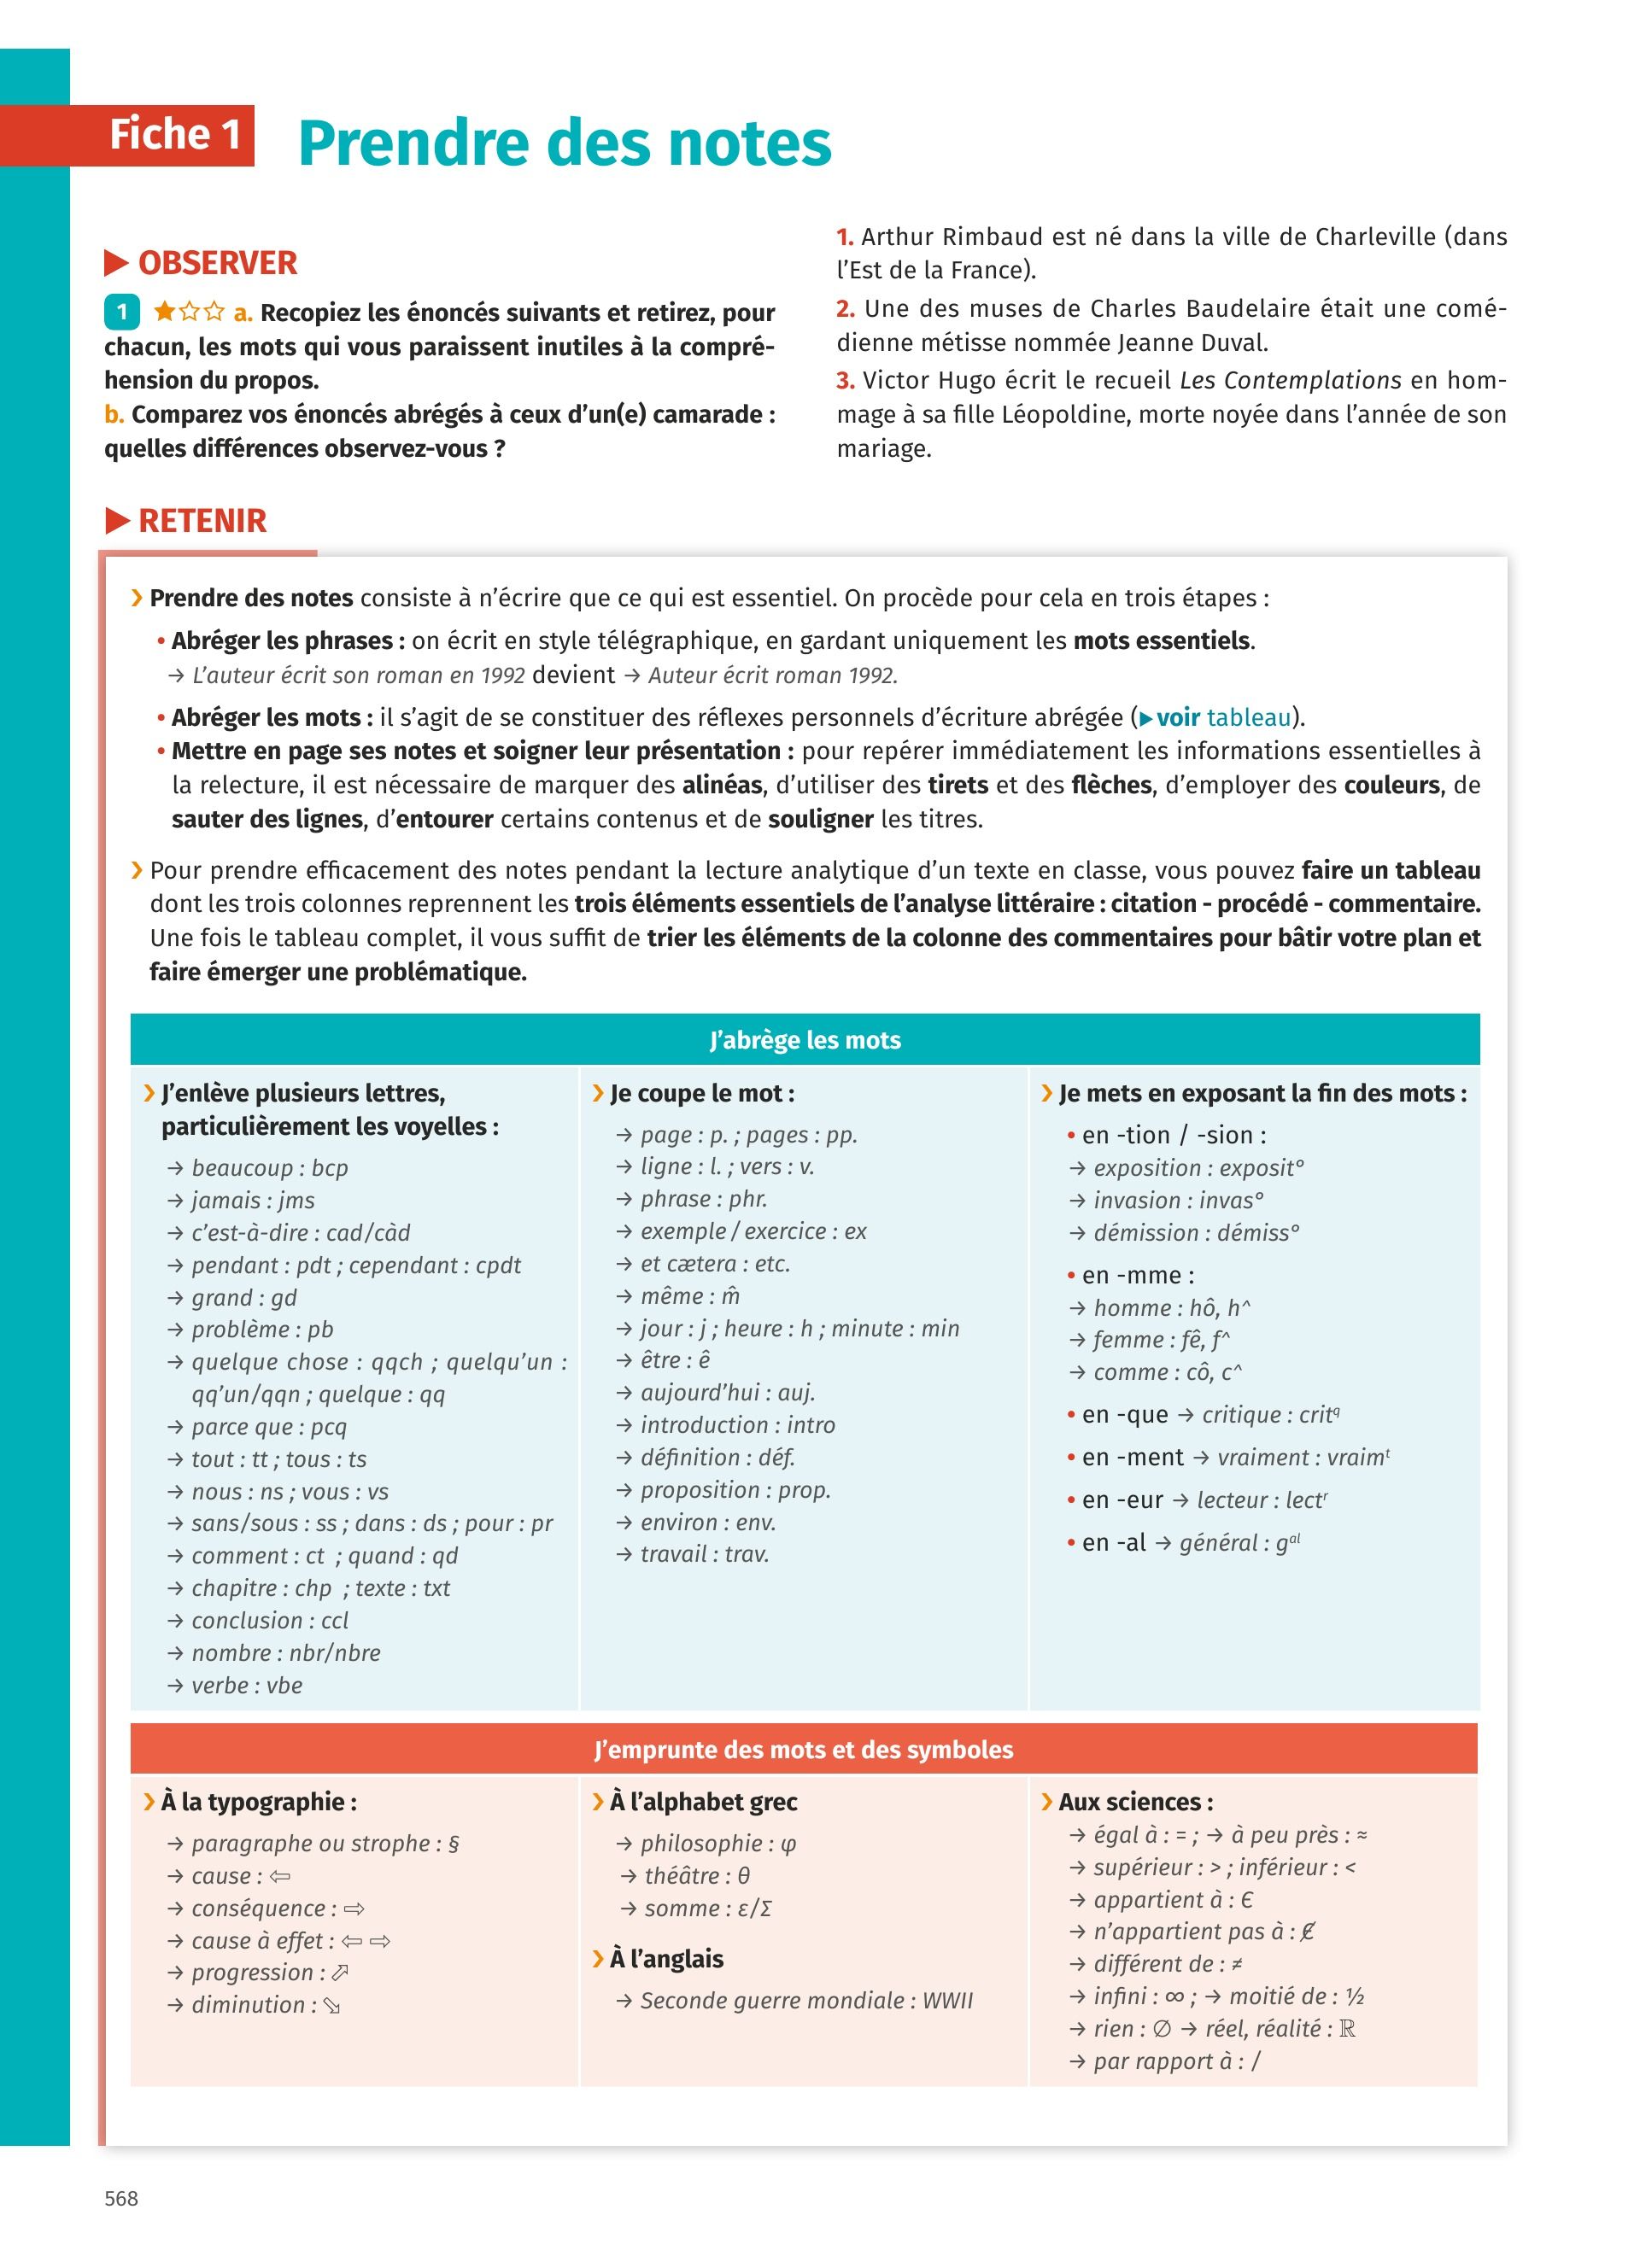 Fiche 1
Prendre des notes
▶ OBSERVER
1 ★☆☆ a. Recopiez les énoncés suivants et retirez, pour
chacun, les mots qui vous paraissent inutiles à la compré-
hension du propos.
b. Comparez vos énoncés abrégés à ceux d’un(e) camarade :
quelles différences observez-vous ?
1. Arthur Rimbaud est né dans la ville de Charleville (dans
l’Est de la France).
2. Une des muses de Charles Baudelaire était une comé-
dienne métisse nommée Jeanne Duval.
3. Victor Hugo écrit le recueil Les Contemplations en hom-
mage à sa fille Léopoldine, morte noyée dans l’année de son
mariage.
▶ RETENIR
› Prendre des notes consiste à n’écrire que ce qui est essentiel. On procède pour cela en trois étapes :
• Abréger les phrases : on écrit en style télégraphique, en gardant uniquement les mots essentiels.
→ L’auteur écrit son roman en 1992 devient → Auteur écrit roman 1992.
• Abréger les mots : il s’agit de se constituer des réflexes personnels d’écriture abrégée (▶voir tableau).
• Mettre en page ses notes et soigner leur présentation : pour repérer immédiatement les informations essentielles à
la relecture, il est nécessaire de marquer des alinéas, d’utiliser des tirets et des flèches, d’employer des couleurs, de
sauter des lignes, d’entourer certains contenus et de souligner les titres.
› Pour prendre efficacement des notes pendant la lecture analytique d’un texte en classe, vous pouvez faire un tableau
dont les trois colonnes reprennent les trois éléments essentiels de l’analyse littéraire : citation - procédé - commentaire.
Une fois le tableau complet, il vous suffit de trier les éléments de la colonne des commentaires pour bâtir votre plan et
faire émerger une problématique.
J’abrège les mots
› J’enlève plusieurs lettres,
particulièrement les voyelles :
→ beaucoup : bcp
→ jamais : jms
→ c’est-à-dire : cad/càd
→ pendant : pdt ; cependant : cpdt
→ grand : gd
→ problème : pb
→ quelque chose : qqch ; quelqu’un :
qq’un/qqn ; quelque : qq
→ parce que : pcq
→ tout : tt ; tous : ts
→ nous : ns ; vous : vs
→ sans/sous : ss ; dans : ds ; pour : pr
→ comment : ct ; quand : qd
→ chapitre : chp ; texte : txt
→ conclusion : ccl
→ nombre : nbr/nbre
→ verbe : vbe
› Je coupe le mot :
→ page : p. ; pages : pp.
→ ligne : l. ; vers : v.
→ phrase : phr.
→ exemple / exercice : ex
→ et cætera : etc.
→ même : m̂
→ jour : j ; heure : h ; minute : min
→ être : ê
→ aujourd’hui : auj.
→ introduction : intro
→ définition : déf.
→ proposition : prop.
→ environ : env.
→ travail : trav.
› Je mets en exposant la fin des mots :
• en -tion / -sion :
→ exposition : exposit°
→ invasion : invas°
→ démission : démiss°
• en -mme :
→ homme : hô, h^
→ femme : fê, f^
→ comme : cô, c^
• en -que → critique : crit^q
• en -ment → vraiment : vraimᵗ
• en -eur → lecteur : lectʳ
• en -al → général : gᵃˡ
J’emprunte des mots et des symboles
› À la typographie :
→ paragraphe ou strophe : §
→ cause : ⇦
→ conséquence : ⇨
→ cause à effet : ⇦ ⇨
→ progression : ⬀
→ diminution : ⬂
› À l’alphabet grec
→ philosophie : φ
→ théâtre : θ
→ somme : ε/Σ
› À l’anglais
→ Seconde guerre mondiale : WWII
› Aux sciences :
→ égal à : = ; → à peu près : ≈
→ supérieur : > ; inférieur : <
→ appartient à : Є
→ n’appartient pas à : Є̸
→ différent de : ≠
→ infini : ∞ ; → moitié de : ½
→ rien : ∅ → réel, réalité : ℝ
→ par rapport à : /
568